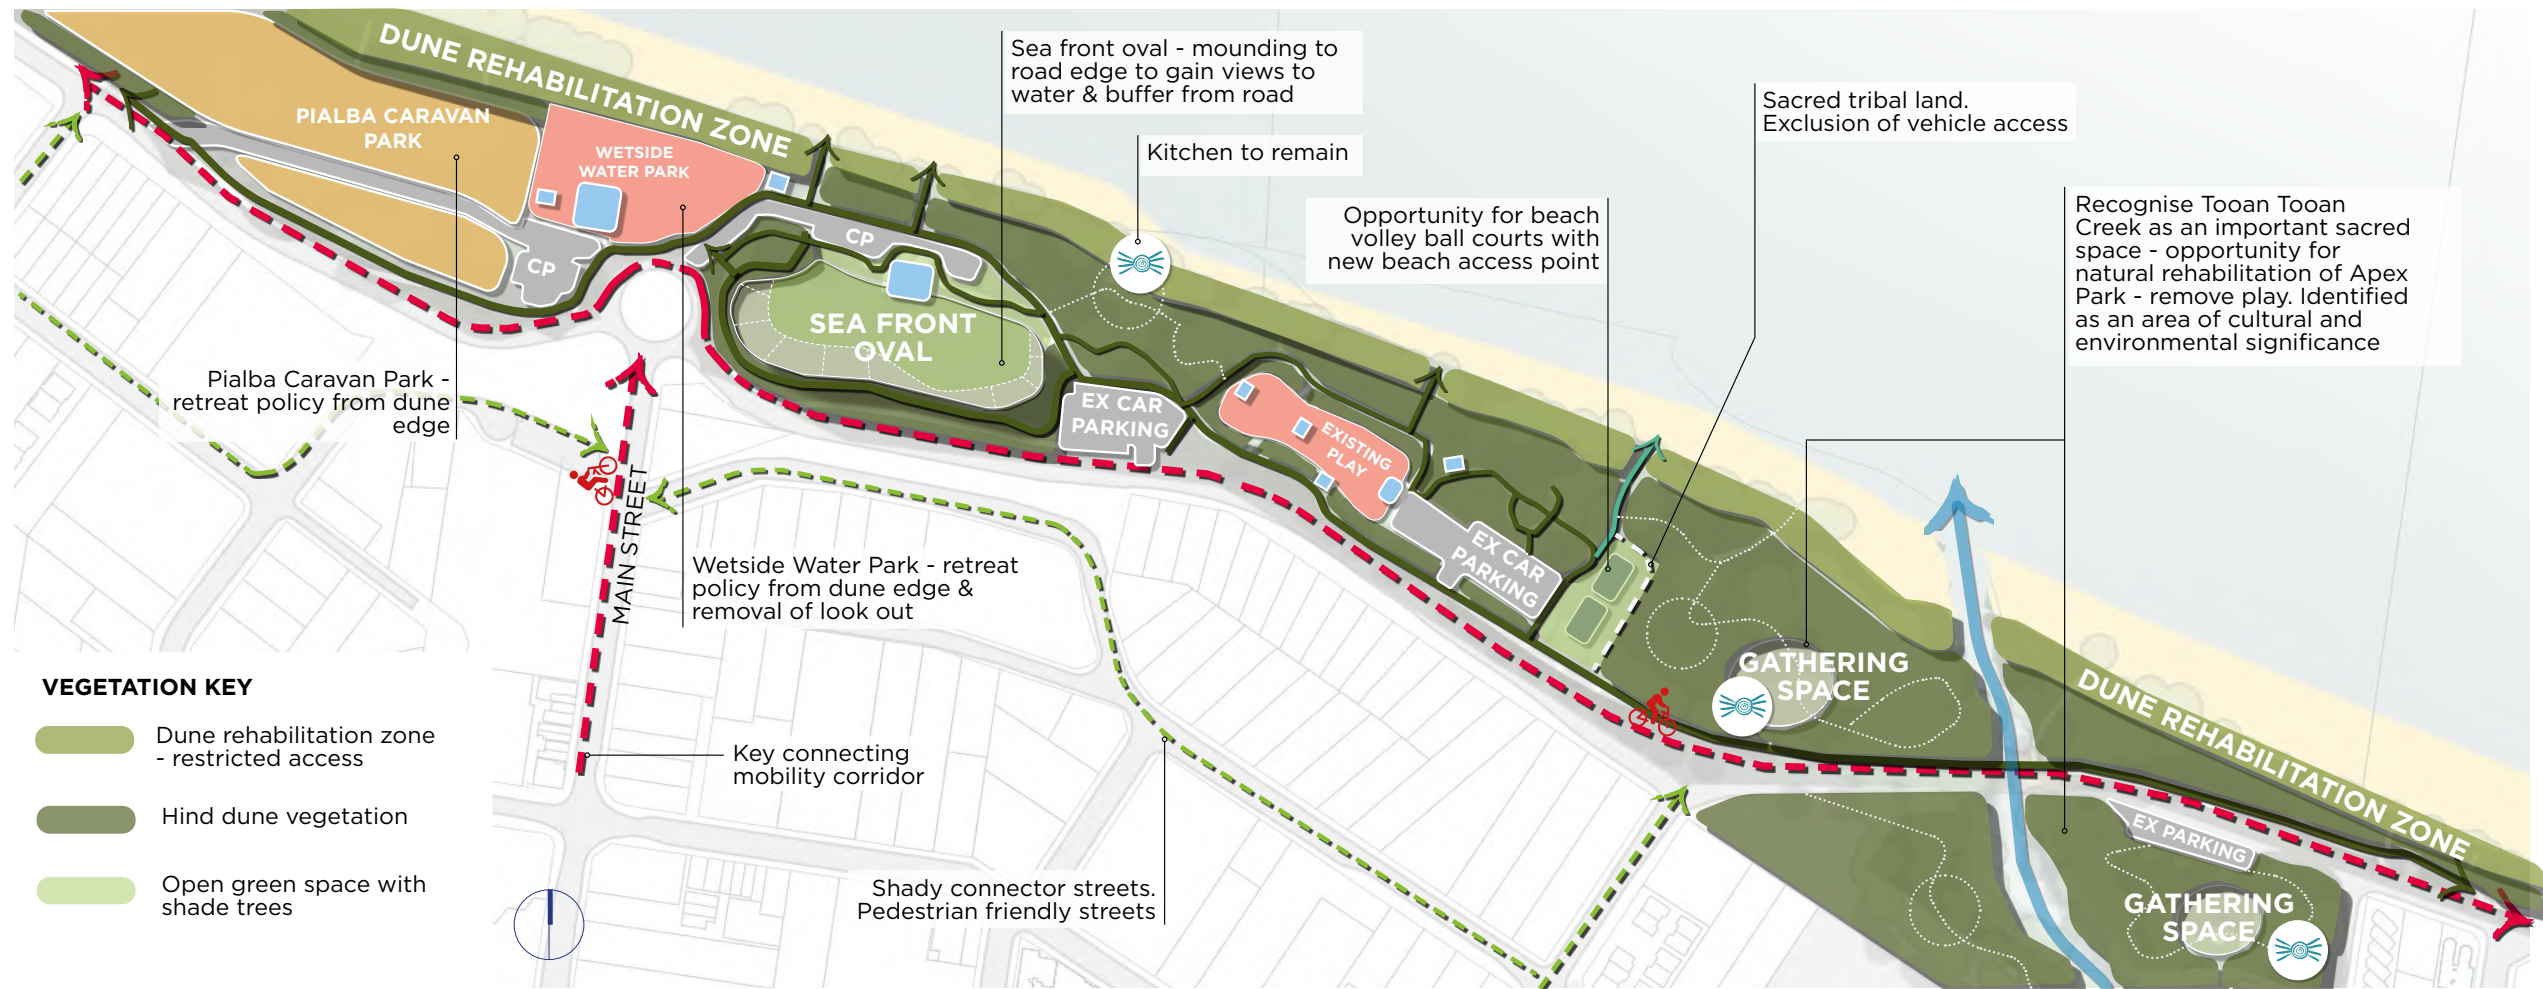 DUNE REHABILITATION ZONE
PIALBA CARAVAN
PARK
WETSIDE
WATER PARK
CP
CP
SEA FRONT
OVAL
Sea front oval - mounding to
road edge to gain views to
water & buffer from road
Kitchen to remain
Opportunity for beach
volley ball courts with
new beach access point
Sacred tribal land.
Exclusion of vehicle access
Recognise Tooan Tooan
Creek as an important sacred
space - opportunity for
natural rehabilitation of Apex
Park - remove play. Identified
as an area of cultural and
environmental significance
Pialba Caravan Park -
retreat policy from dune
edge
EX CAR
PARKING
EXISTING
PLAY
EX CAR
PARKING
MAIN STREET
Wetside Water Park - retreat
policy from dune edge &
removal of look out
GATHERING
SPACE
DUNE REHABILITATION ZONE
Key connecting
mobility corridor
EX PARKING
Shady connector streets.
Pedestrian friendly streets
GATHERING
SPACE
VEGETATION KEY
Dune rehabilitation zone
- restricted access
Hind dune vegetation
Open green space with
shade trees